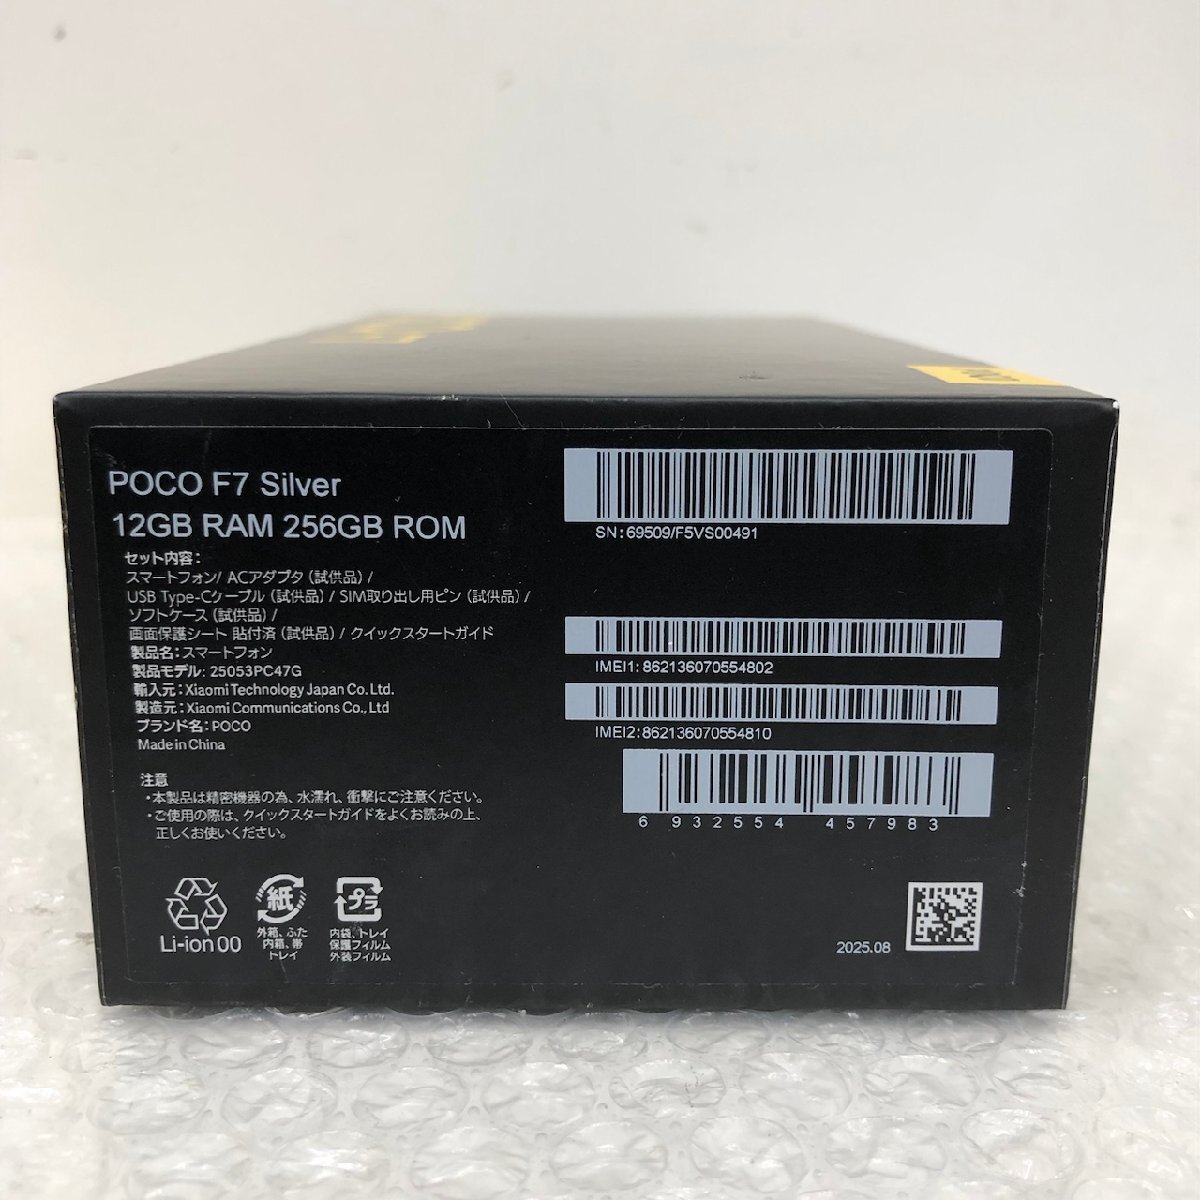 POCO F7 Silver
12GB RAM 256GB ROM
セット内容:
スマートフォン/ ACアダプタ (試供品) /
USB Type-Cケーブル (試供品) / SIM取り出し用ピン (試供品) /
ソフトケース (試供品) /
画面保護シート 貼付済 (試供品) / クイックスタートガイド
製品名: スマートフォン
製品モデル: 25053PC47G
輸入元: Xiaomi Technology Japan Co. Ltd.
製造元: Xiaomi Communications Co., Ltd
ブランド名: POCO
Made in China
注意
・本製品は精密機器の為、水濡れ、衝撃にご注意ください。
・ご使用の際は、クイックスタートガイドをよくお読みの上、
正しくお使いください。
Li-ion 00
紙
外箱、ふた
内箱、帯
トレイ
プラ
内袋、トレイ
保護フィルム
外装フィルム
SN: 69509/F5VS00491
IMEI1: 862136070554802
IMEI2: 862136070554810
6 932554 457983
2025.08